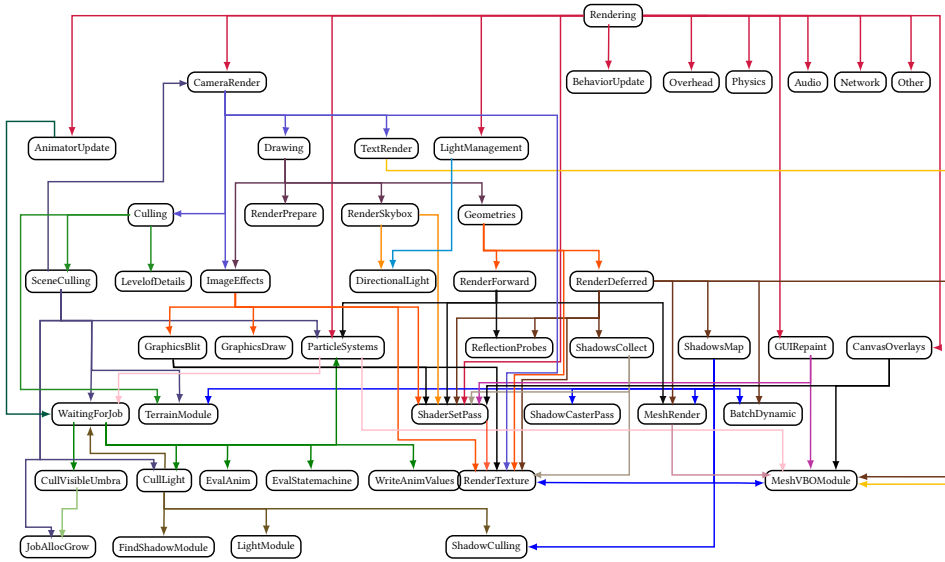 Rendering
CameraRender
BehaviorUpdate
Overhead
Physics
Audio
Network
Other
AnimatorUpdate
Drawing
TextRender
LightManagement
Culling
RenderPrepare
RenderSkybox
Geometries
SceneCulling
LevelofDetails
ImageEffects
DirectionalLight
RenderForward
RenderDeferred
GraphicsBlit
GraphicsDraw
ParticleSystems
ReflectionProbes
ShadowsCollect
ShadowsMap
GUIRepaint
CanvasOverlays
WaitingForJob
TerrainModule
ShaderSetPass
ShadowCasterPass
MeshRender
BatchDynamic
CullVisibleUmbra
CullLight
EvalAnim
EvalStatemachine
WriteAnimValues
RenderTexture
MeshVBOModule
JobAllocGrow
FindShadowModule
LightModule
ShadowCulling